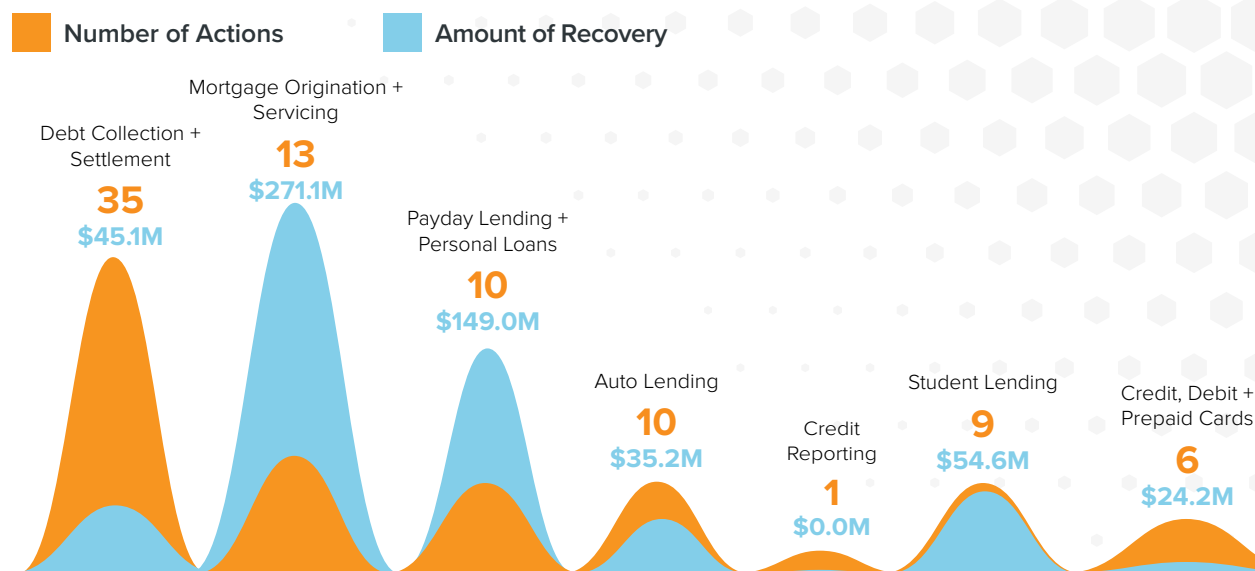 Number of Actions
Amount of Recovery
Debt Collection +
Settlement
35
$45.1M
Mortgage Origination +
Servicing
13
$271.1M
Payday Lending +
Personal Loans
10
$149.0M
Auto Lending
10
$35.2M
Credit
Reporting
1
$0.0M
Student Lending
9
$54.6M
Credit, Debit +
Prepaid Cards
6
$24.2M